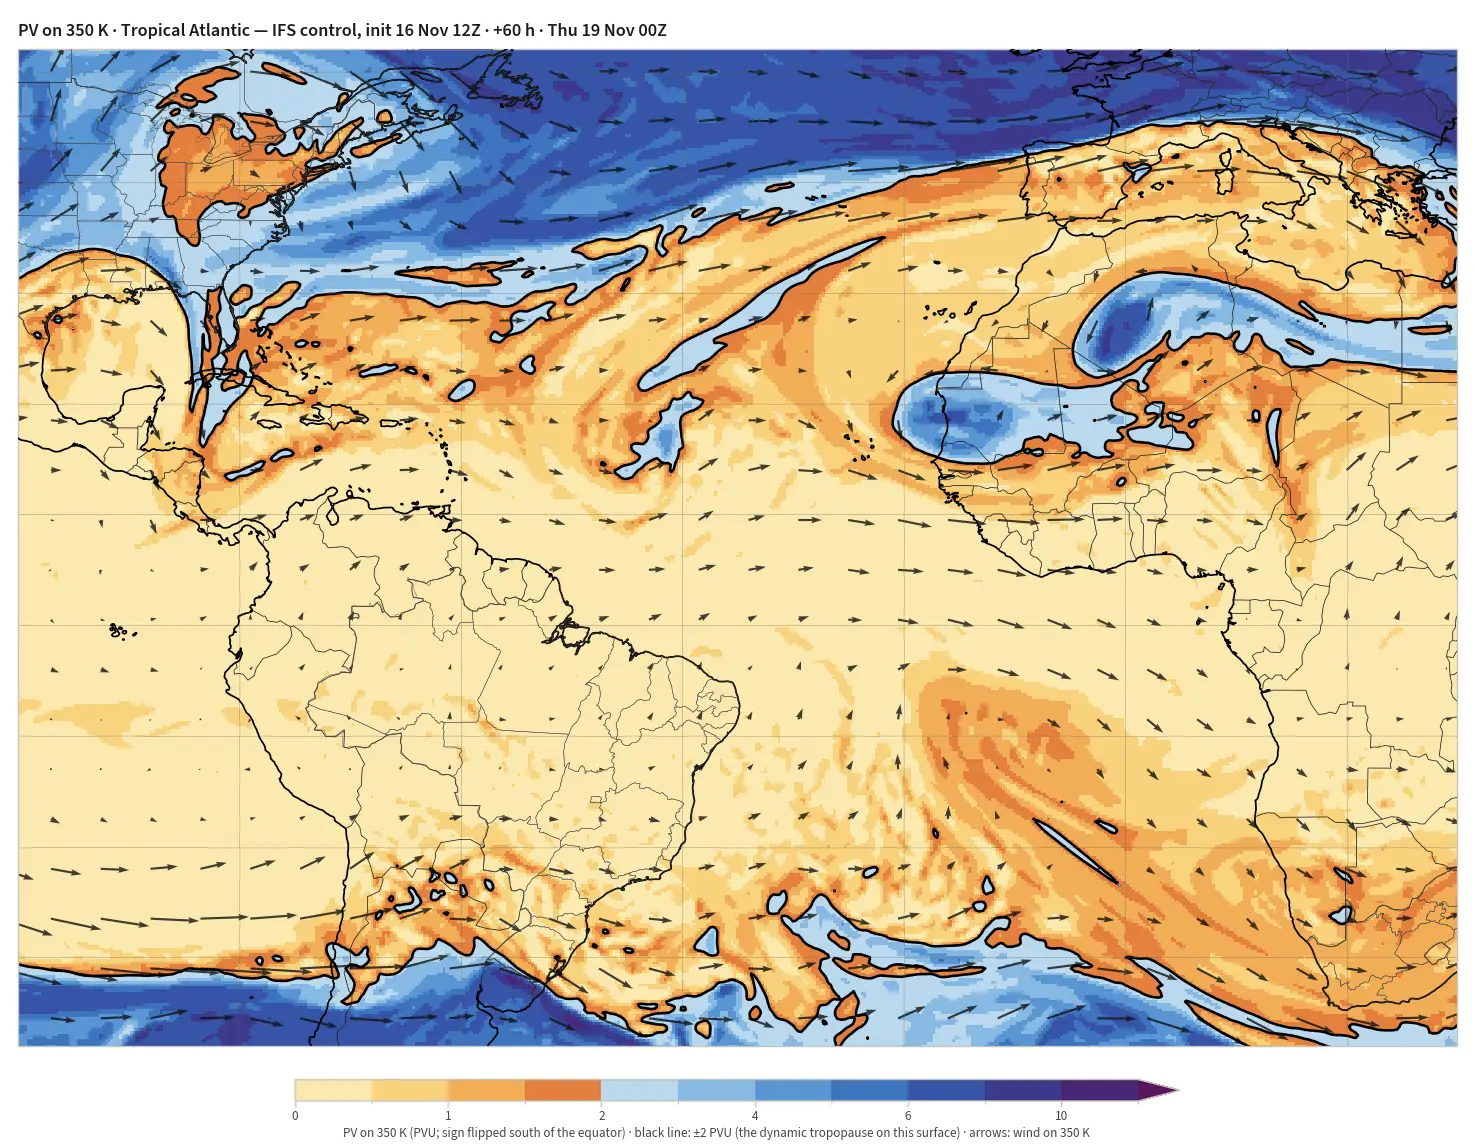 PV on 350 K · Tropical Atlantic — IFS control, init 16 Nov 12Z · +60 h · Thu 19 Nov 00Z
0 1 2 4 6 10
PV on 350 K (PVU; sign flipped south of the equator) · black line: ±2 PVU (the dynamic tropopause on this surface) · arrows: wind on 350 K